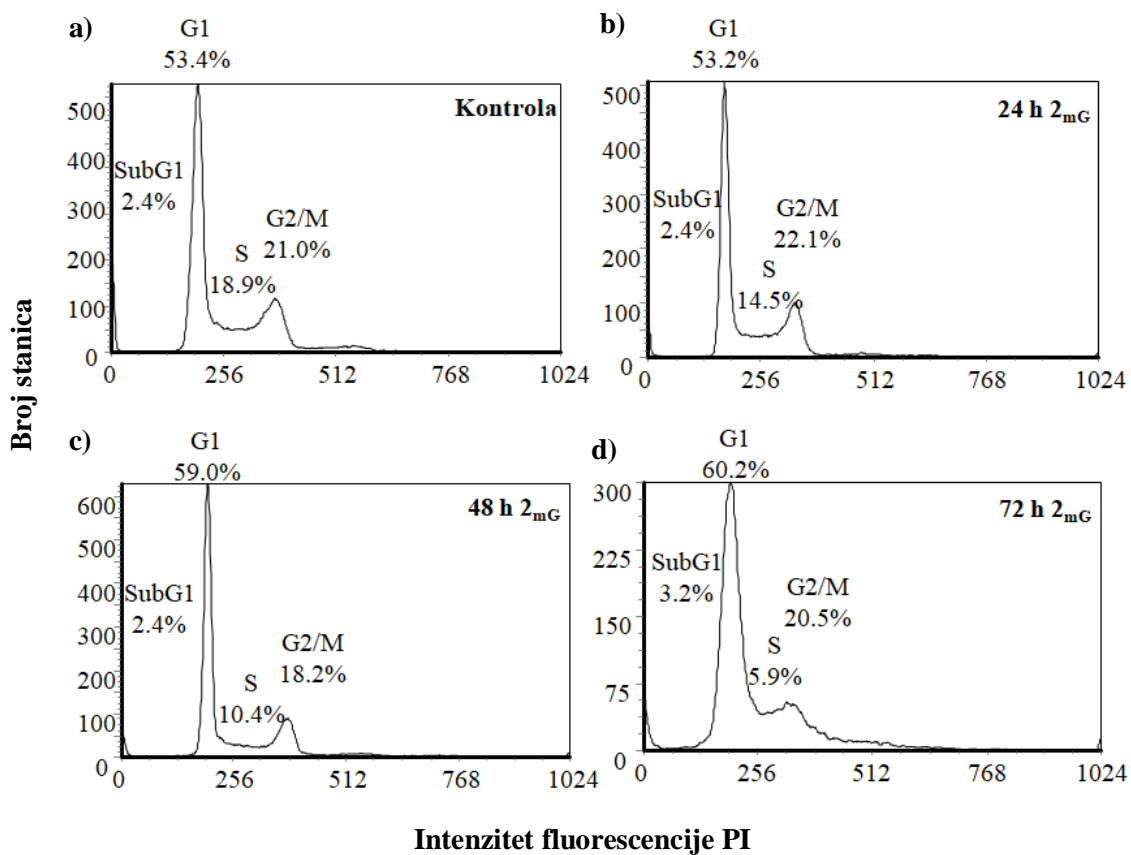 Broj stanica
a)
G1
53.4%
Kontrola
SubG1
2.4%
S
18.9%
G2/M
21.0%
500
400
300
200
100
0
0 256 512 768 1024
b)
G1
53.2%
24 h 2mG
SubG1
2.4%
S
14.5%
G2/M
22.1%
500
400
300
200
100
0
0 256 512 768 1024
c)
G1
59.0%
48 h 2mG
SubG1
2.4%
S
10.4%
G2/M
18.2%
600
500
400
300
200
100
0
0 256 512 768 1024
d)
G1
60.2%
72 h 2mG
SubG1
3.2%
S
5.9%
G2/M
20.5%
300
225
150
75
0
0 256 512 768 1024
Intenzitet fluorescencije PI